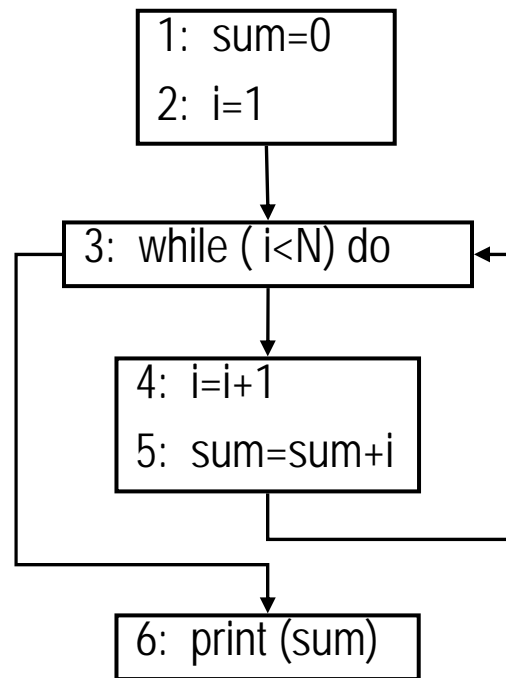 1: sum=0
2: i=1
3: while ( i<N) do
4: i=i+1
5: sum=sum+i
6: print (sum)